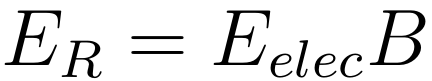 $E_R = E_{elec}B$